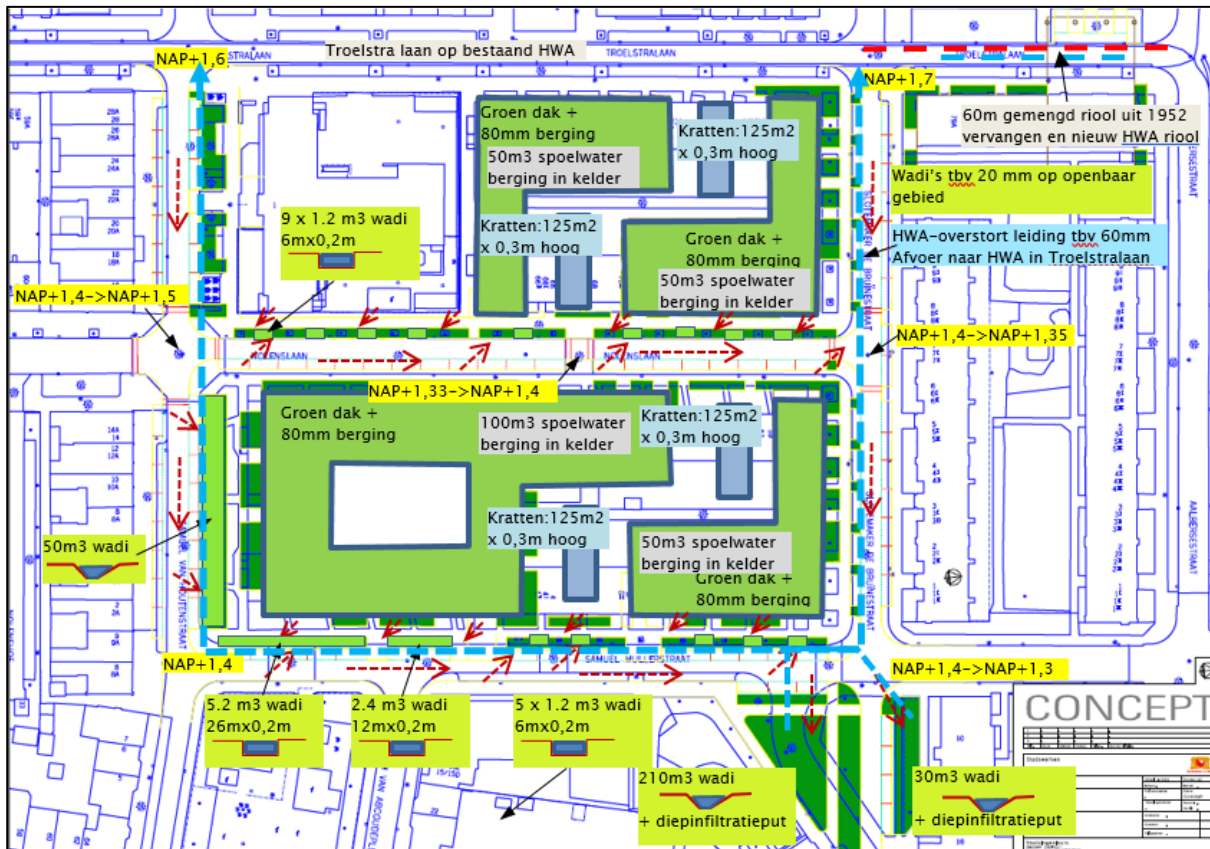 Troelstra laan op bestaand HWA
TROELSTRALAAN
NAP+1,6
STRALAAN
NAP+1,7
60m gemengd riool uit 1952
vervangen en nieuw HWA riool
Groen dak +
80mm berging
50m3 spoelwater
berging in kelder
Kratten:125m2
x 0,3m hoog
Wadi's tbv 20 mm op openbaar
gebied
9 x 1.2 m3 wadi
6mx0,2m
Kratten:125m2
x 0,3m hoog
Groen dak +
80mm berging
50m3 spoelwater
berging in kelder
HWA-overstort leiding tbv 60mm
Afvoer naar HWA in Troelstralaan
NAP+1,4->NAP+1,5
NOLENSLAAN
NOLENSLAAN
NAP+1,4->NAP+1,35
NAP+1,33->NAP+1,4
Groen dak +
80mm berging
100m3 spoelwater
berging in kelder
Kratten:125m2
x 0,3m hoog
AALBERSESTRAAT
Kratten:125m2
x 0,3m hoog
50m3 spoelwater
berging in kelder
Groen dak +
80mm berging
50m3 wadi
NAP+1,4
SAMUEL MULLERSTRAAT
NAP+1,4->NAP+1,3
5.2 m3 wadi
26mx0,2m
2.4 m3 wadi
12mx0,2m
5 x 1.2 m3 wadi
6mx0,2m
210m3 wadi
+ diepinfiltratieput
30m3 wadi
+ diepinfiltratieput
CONCEPT
Stadswerken